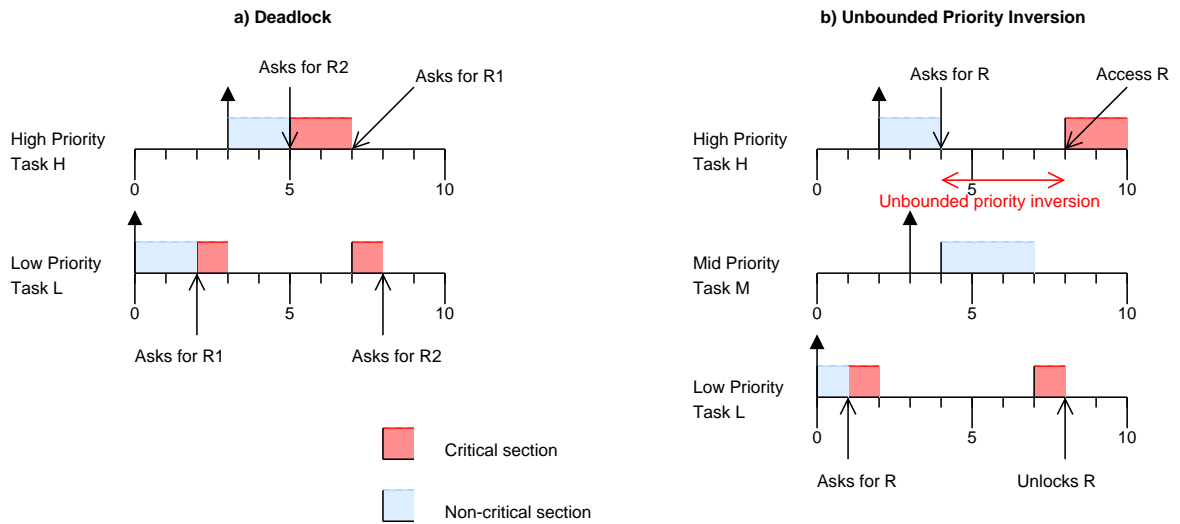 a) Deadlock
Asks for R2
Asks for R1
High Priority
Task H
0
5
10
Low Priority
Task L
0
5
10
Asks for R1
Asks for R2
Critical section
Non-critical section
b) Unbounded Priority Inversion
Asks for R
Access R
High Priority
Task H
0
5
10
Unbounded priority inversion
Mid Priority
Task M
0
5
10
Low Priority
Task L
0
5
10
Asks for R
Unlocks R